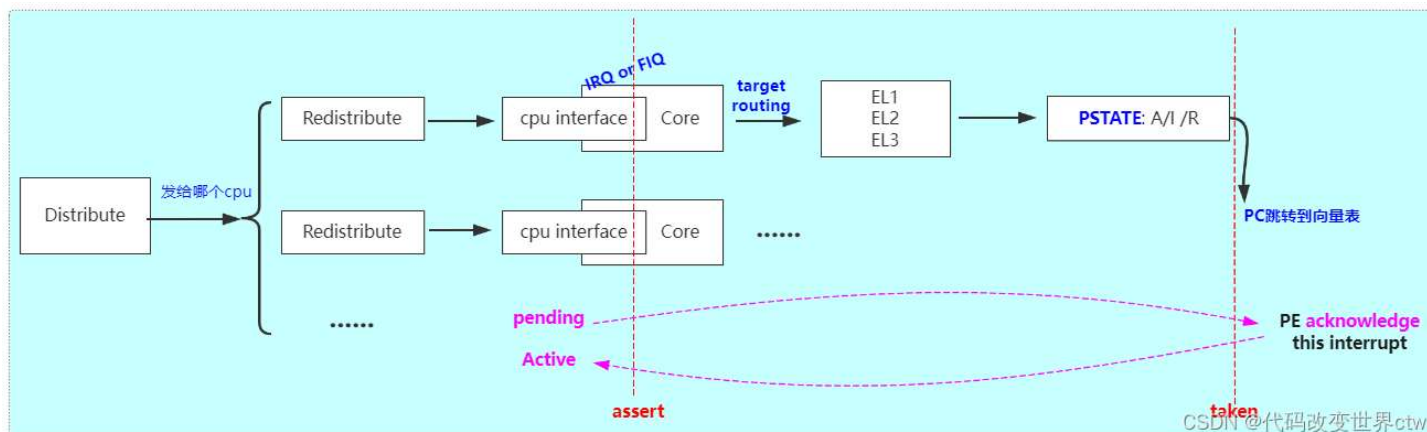 IRQ or FIQ
target
routing
EL1
EL2
EL3
Redistribute
cpu interface
Core
PSTATE: A/I /R
发给哪个cpu
Distribute
PC跳转到向量表
Redistribute
cpu interface
Core
......
......
pending
PE acknowledge
this interrupt
Active
assert
taken
CSDN @代码改变世界ctw